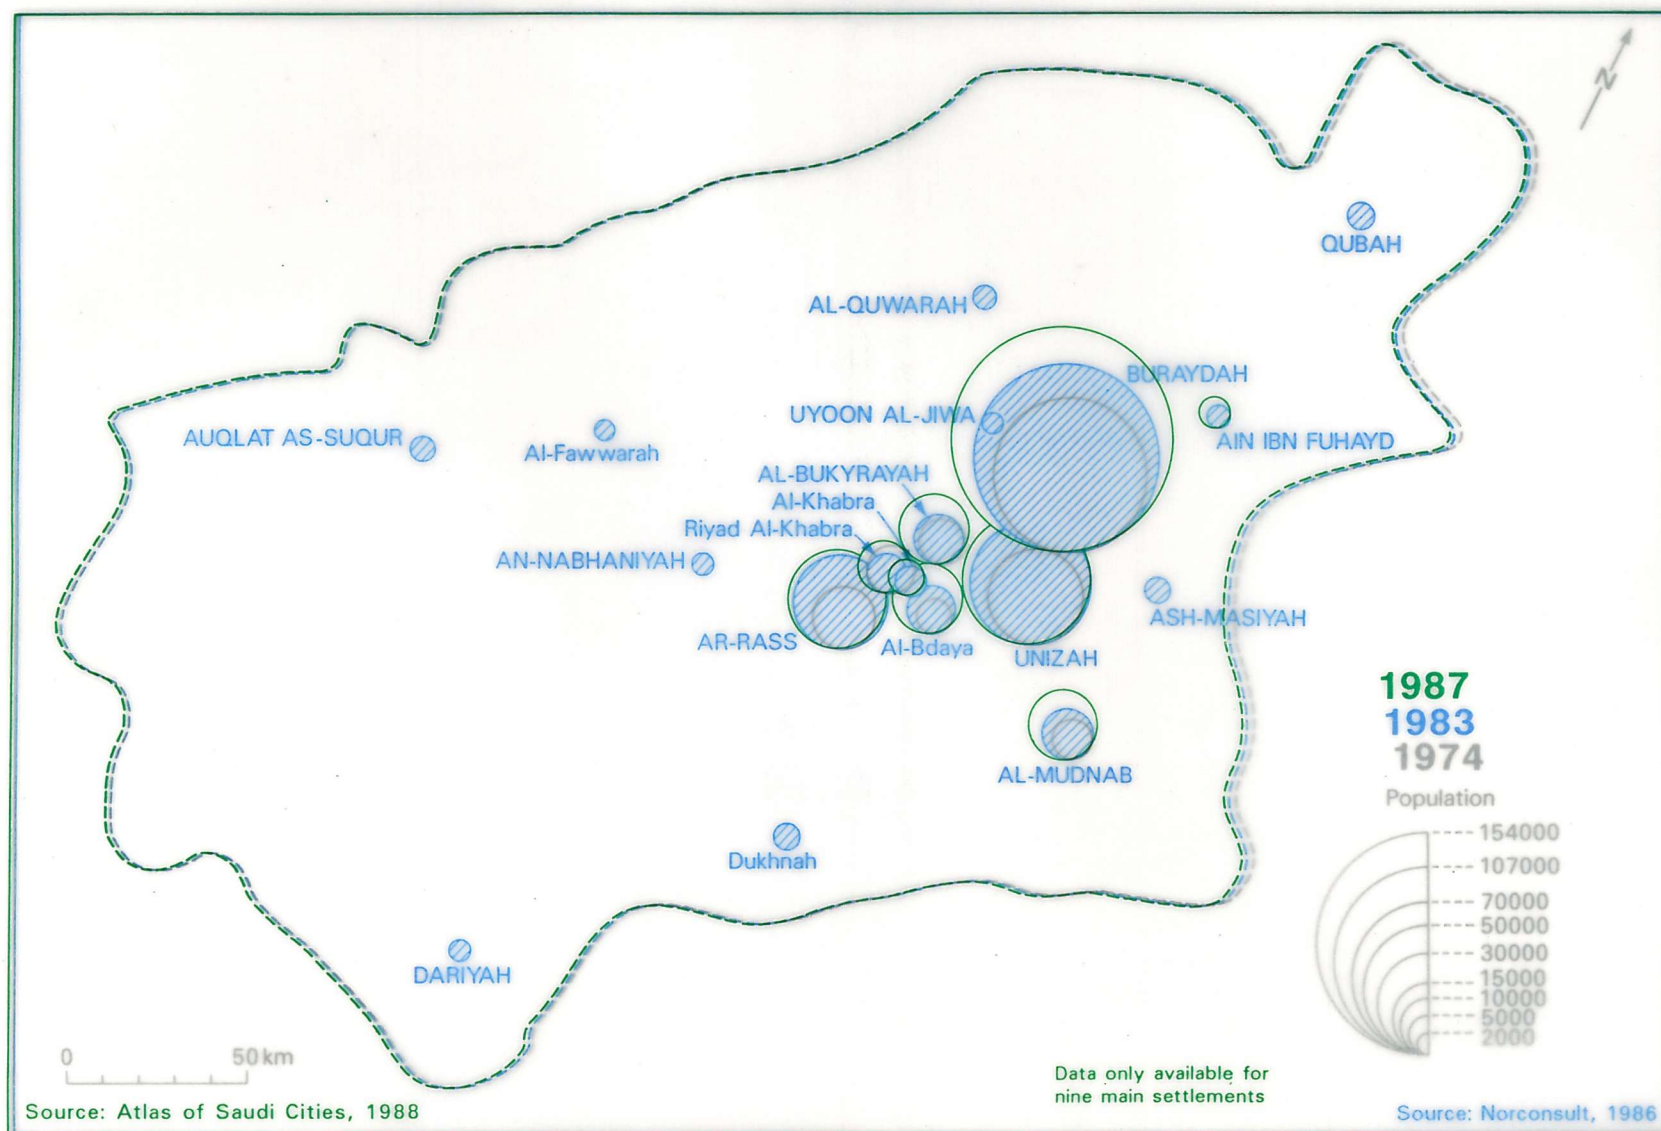 N
QUBAH
AL-QUWARAH
BURAYDAH
UYOON AL-JIWA
AUQLAT AS-SUQUR
Al-Fawwarah
AIN IBN FUHAYD
AL-BUKYRAYAH
Al-Khabra
Riyad Al-Khabra
AN-NABHANIYAH
ASH-MASIYAH
AR-RASS
Al-Bdaya
UNIZAH
1987
1983
1974
AL-MUDNAB
Population
154000
107000
70000
50000
30000
15000
10000
5000
2000
Dukhnah
DARIYAH
0 50 km
Data only available for
nine main settlements
Source: Atlas of Saudi Cities, 1988
Source: Norconsult, 1986